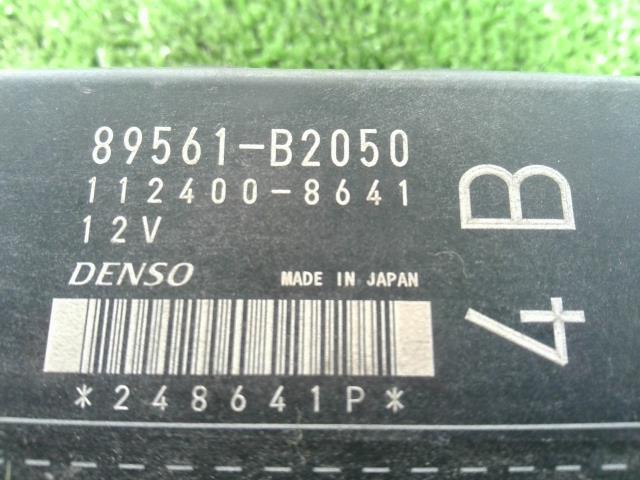 89561-B2050
112400-8641
12V
DENSO MADE IN JAPAN
*248641P*
4B